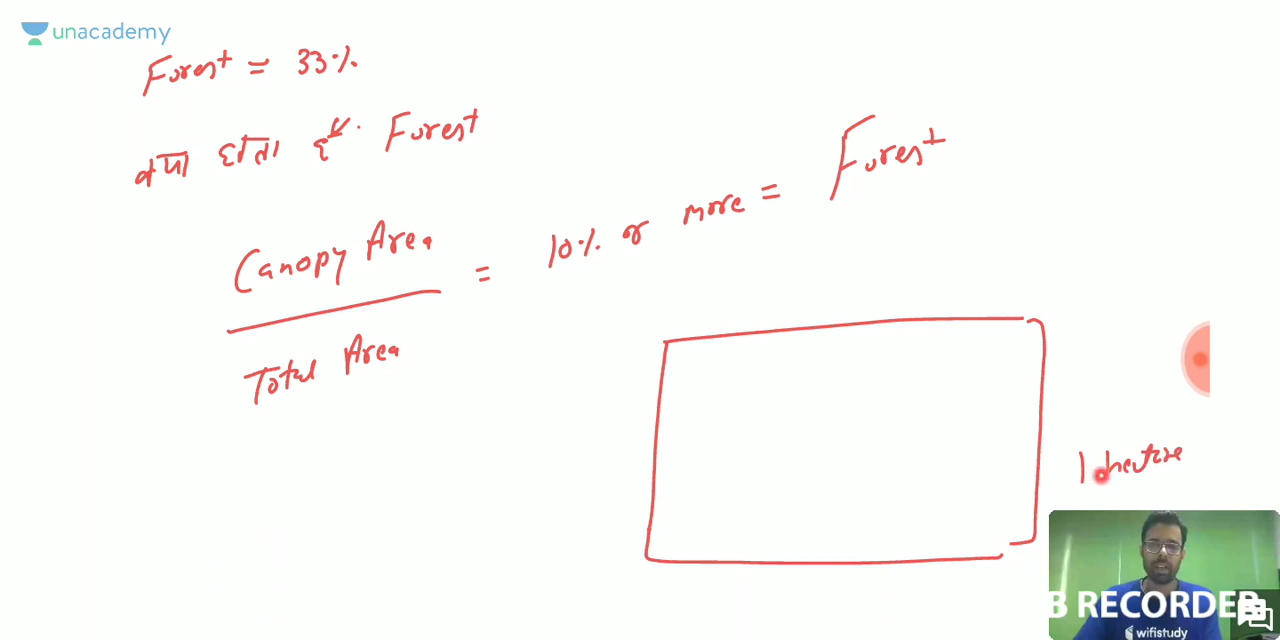 unacademy
Forest = 33%
क्या होता है Forest
Canopy Area
Total Area
= 10% or more = Forest
1 hectare
B RECORDER
wifistudy